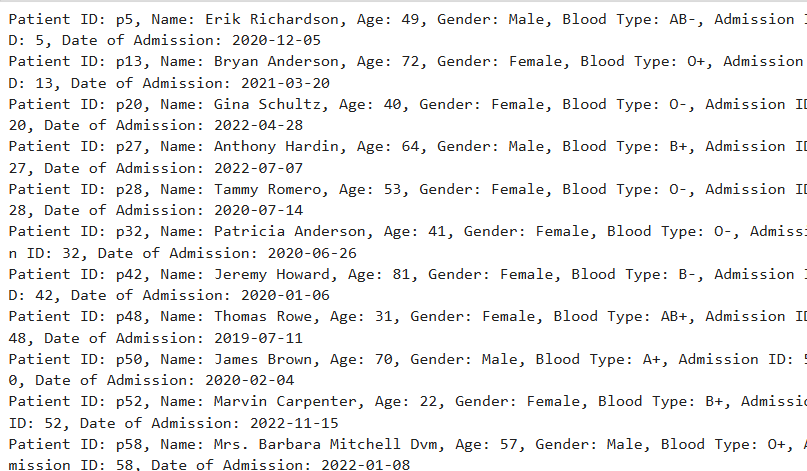 Patient ID: p5, Name: Erik Richardson, Age: 49, Gender: Male, Blood Type: AB-, Admission I
D: 5, Date of Admission: 2020-12-05
Patient ID: p13, Name: Bryan Anderson, Age: 72, Gender: Female, Blood Type: O+, Admission
D: 13, Date of Admission: 2021-03-20
Patient ID: p20, Name: Gina Schultz, Age: 40, Gender: Female, Blood Type: O-, Admission ID
20, Date of Admission: 2022-04-28
Patient ID: p27, Name: Anthony Hardin, Age: 64, Gender: Male, Blood Type: B+, Admission ID
27, Date of Admission: 2022-07-07
Patient ID: p28, Name: Tammy Romero, Age: 53, Gender: Female, Blood Type: O-, Admission ID
28, Date of Admission: 2020-07-14
Patient ID: p32, Name: Patricia Anderson, Age: 41, Gender: Female, Blood Type: O-, Admissi
n ID: 32, Date of Admission: 2020-06-26
Patient ID: p42, Name: Jeremy Howard, Age: 81, Gender: Female, Blood Type: B-, Admission I
D: 42, Date of Admission: 2020-01-06
Patient ID: p48, Name: Thomas Rowe, Age: 31, Gender: Female, Blood Type: AB+, Admission ID
48, Date of Admission: 2019-07-11
Patient ID: p50, Name: James Brown, Age: 70, Gender: Male, Blood Type: A+, Admission ID: 5
0, Date of Admission: 2020-02-04
Patient ID: p52, Name: Marvin Carpenter, Age: 22, Gender: Female, Blood Type: B+, Admissio
ID: 52, Date of Admission: 2022-11-15
Patient ID: p58, Name: Mrs. Barbara Mitchell Dvm, Age: 57, Gender: Male, Blood Type: O+, A
mission ID: 58, Date of Admission: 2022-01-08